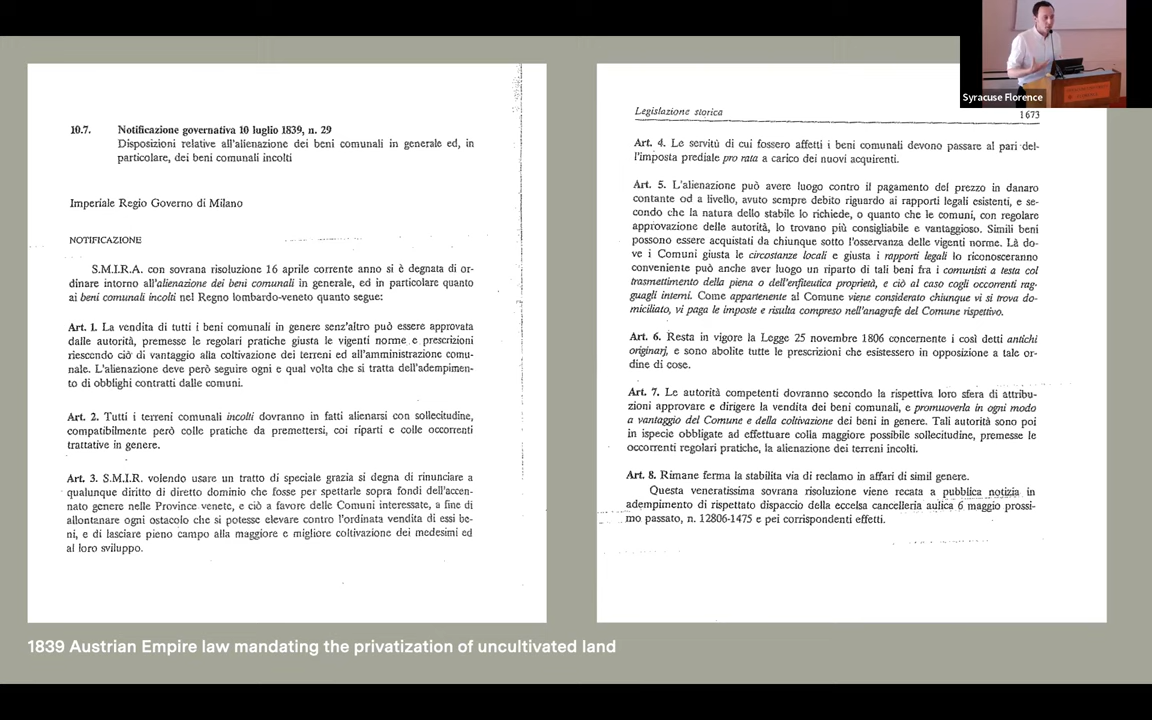 10.7. Notificazione governativa 10 luglio 1839, n. 29
Disposizioni relative all'alienazione dei beni comunali in generale ed, in
particolare, dei beni comunali incolti
Imperiale Regio Governo di Milano
NOTIFICAZIONE
S.M.I.R.A. con sovrana risoluzione 16 aprile corrente anno si è degnata di or-
dinare intorno all'alienazione dei beni comunali in generale, ed in particolare quanto
ai beni comunali incolti nel Regno lombardo-veneto quanto segue:
Art. 1. La vendita di tutti i beni comunali in genere senz'altro può essere approvata
dalle autorità, premesse le regolari pratiche giusta le vigenti norme e prescrizioni
riescendo ciò di vantaggio alla coltivazione dei terreni ed all'amministrazione comu-
nale. L'alienazione deve però seguire ogni e qual volta che si tratta dell'adempimen-
to di obblighi contratti dalle comuni.
Art. 2. Tutti i terreni comunali incolti dovranno in fatti alienarsi con sollecitudine,
compatibilmente però colle pratiche da premettersi, coi riparti e colle occorrenti
trattative in genere.
Art. 3. S.M.I.R. volendo usare un tratto di speciale grazia si degna di rinunciare a
qualunque diritto di diretto dominio che fosse per spettarle sopra fondi dell'accen-
nato genere nelle Province venete, e ciò a favore delle Comuni interessate, a fine di
allontanare ogni ostacolo che si potesse elevare contro l'ordinata vendita di essi be-
ni, e di lasciare pieno campo alla maggiore e migliore coltivazione dei medesimi ed
al loro sviluppo.
Legislazione storica 1673
Art. 4. Le servitù di cui fossero affetti i beni comunali devono passare al pari del-
l'imposta prediale pro rata a carico dei nuovi acquirenti.
Art. 5. L'alienazione può avere luogo contro il pagamento del prezzo in danaro
contante od a livello, avuto sempre debito riguardo ai rapporti legali esistenti, e se-
condo che la natura dello stabile lo richiede, o quanto che le comuni, con regolare
approvazione delle autorità, lo trovano più consigliabile e vantaggioso. Simili beni
possono essere acquistati da chiunque sotto l'osservanza delle vigenti norme. Là do-
ve i Comuni giusta le circostanze locali e giusta i rapporti legali lo riconosceranno
conveniente può anche aver luogo un riparto di tali beni fra i comunisti a testa col
trasmettimento della piena o dell'enfiteutica proprietà, e ciò al caso cogli occorrenti rag-
guagli interni. Come appartenente al Comune viene considerato chiunque vi si trova do-
miciliato, vi paga le imposte e risulta compreso nell'anagrafe del Comune rispettivo.
Art. 6. Resta in vigore la Legge 25 novembre 1806 concernente i così detti antichi
originarj, e sono abolite tutte le prescrizioni che esistessero in opposizione a tale or-
dine di cose.
Art. 7. Le autorità competenti dovranno secondo la rispettiva loro sfera di attribu-
zioni approvare e dirigere la vendita dei beni comunali, e promuoverla in ogni modo
a vantaggio del Comune e della coltivazione dei beni in genere. Tali autorità sono poi
in ispecie obbligate ad effettuare colla maggiore possibile sollecitudine, premesse le
occorrenti regolari pratiche, la alienazione dei terreni incolti.
Art. 8. Rimane ferma la stabilita via di reclamo in affari di simil genere.
Questa veneratissima sovrana risoluzione viene recata a pubblica notizia in
adempimento di rispettato dispaccio della eccelsa cancelleria aulica 6 maggio prossi-
mo passato, n. 12806-1475 e pei corrispondenti effetti.
1839 Austrian Empire law mandating the privatization of uncultivated land
Syracuse Florence